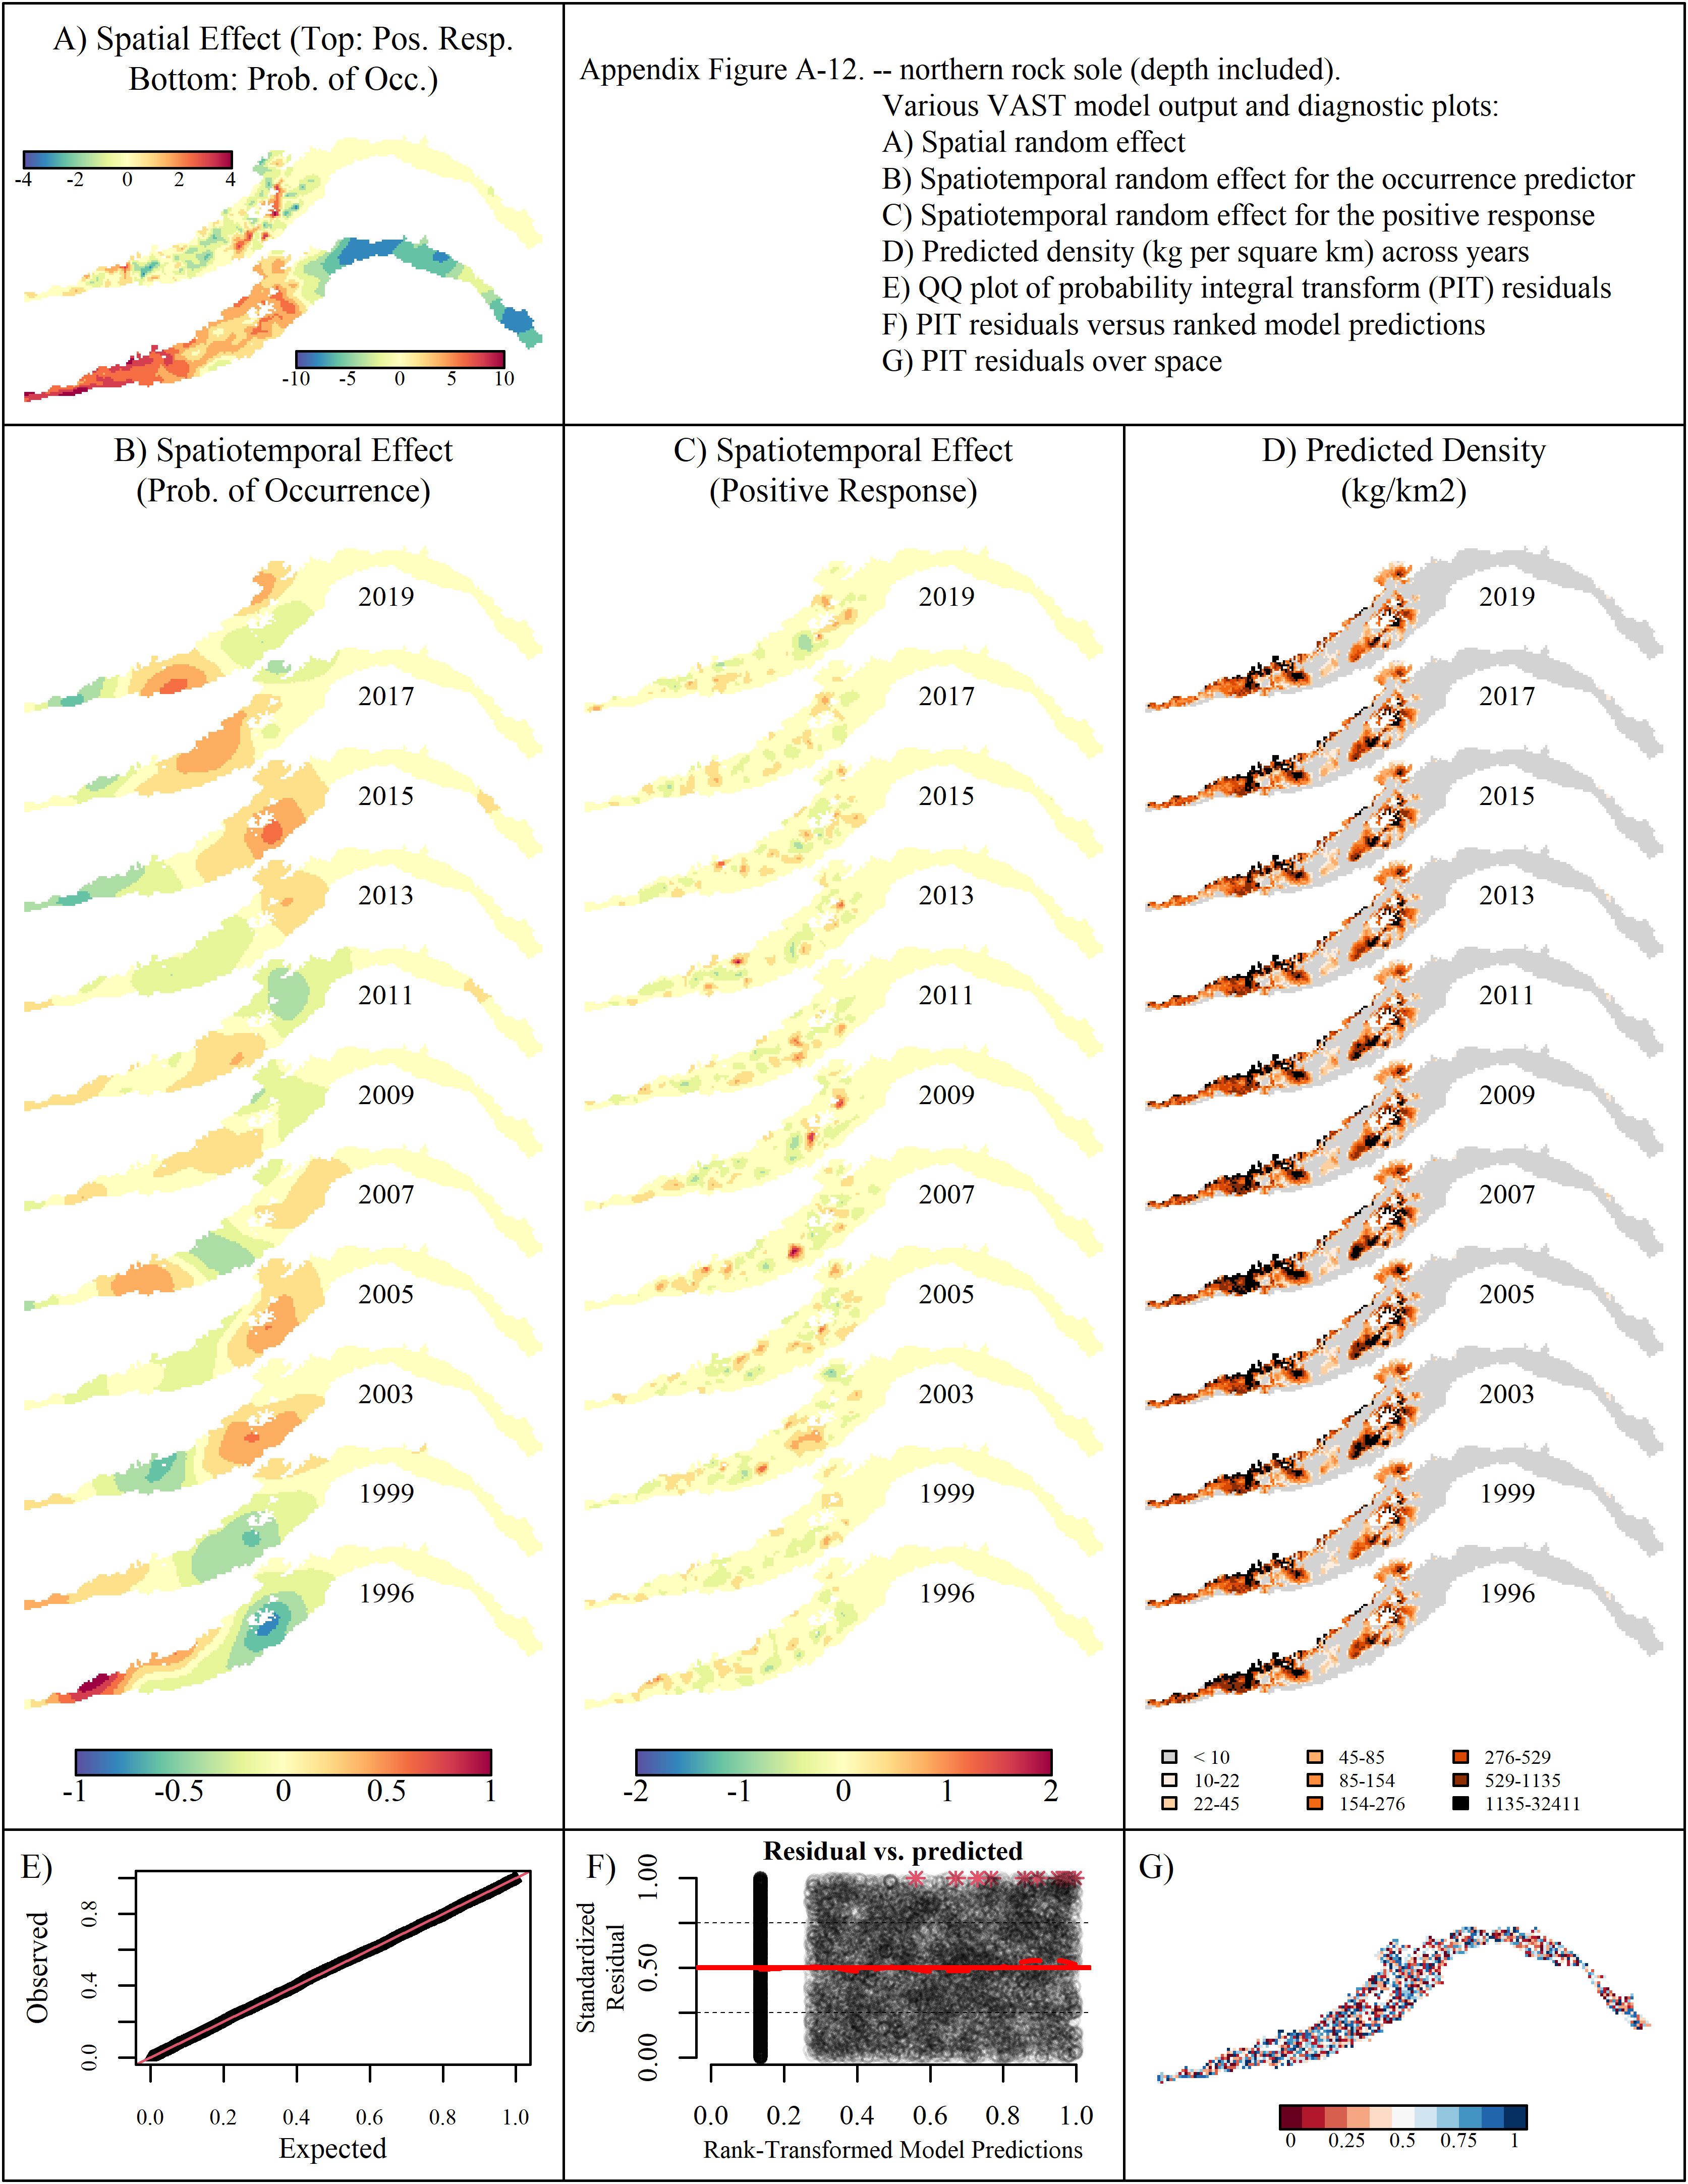 A) Spatial Effect (Top: Pos. Resp.
Bottom: Prob. of Occ.)
-4 -2 0 2 4
-10 -5 0 5 10
Appendix Figure A-12. -- northern rock sole (depth included).
Various VAST model output and diagnostic plots:
A) Spatial random effect
B) Spatiotemporal random effect for the occurrence predictor
C) Spatiotemporal random effect for the positive response
D) Predicted density (kg per square km) across years
E) QQ plot of probability integral transform (PIT) residuals
F) PIT residuals versus ranked model predictions
G) PIT residuals over space
B) Spatiotemporal Effect
(Prob. of Occurrence)
2019
2017
2015
2013
2011
2009
2007
2005
2003
1999
1996
-1 -0.5 0 0.5 1
C) Spatiotemporal Effect
(Positive Response)
2019
2017
2015
2013
2011
2009
2007
2005
2003
1999
1996
-2 -1 0 1 2
D) Predicted Density
(kg/km2)
2019
2017
2015
2013
2011
2009
2007
2005
2003
1999
1996
< 10 45-85 276-529
10-22 85-154 529-1135
22-45 154-276 1135-32411
E)
Observed
0.0 0.4 0.8
0.0 0.2 0.4 0.6 0.8 1.0
Expected
F)
Residual vs. predicted
Standardized
Residual
0.00 0.50 1.00
0.0 0.2 0.4 0.6 0.8 1.0
Rank-Transformed Model Predictions
G)
0 0.25 0.5 0.75 1